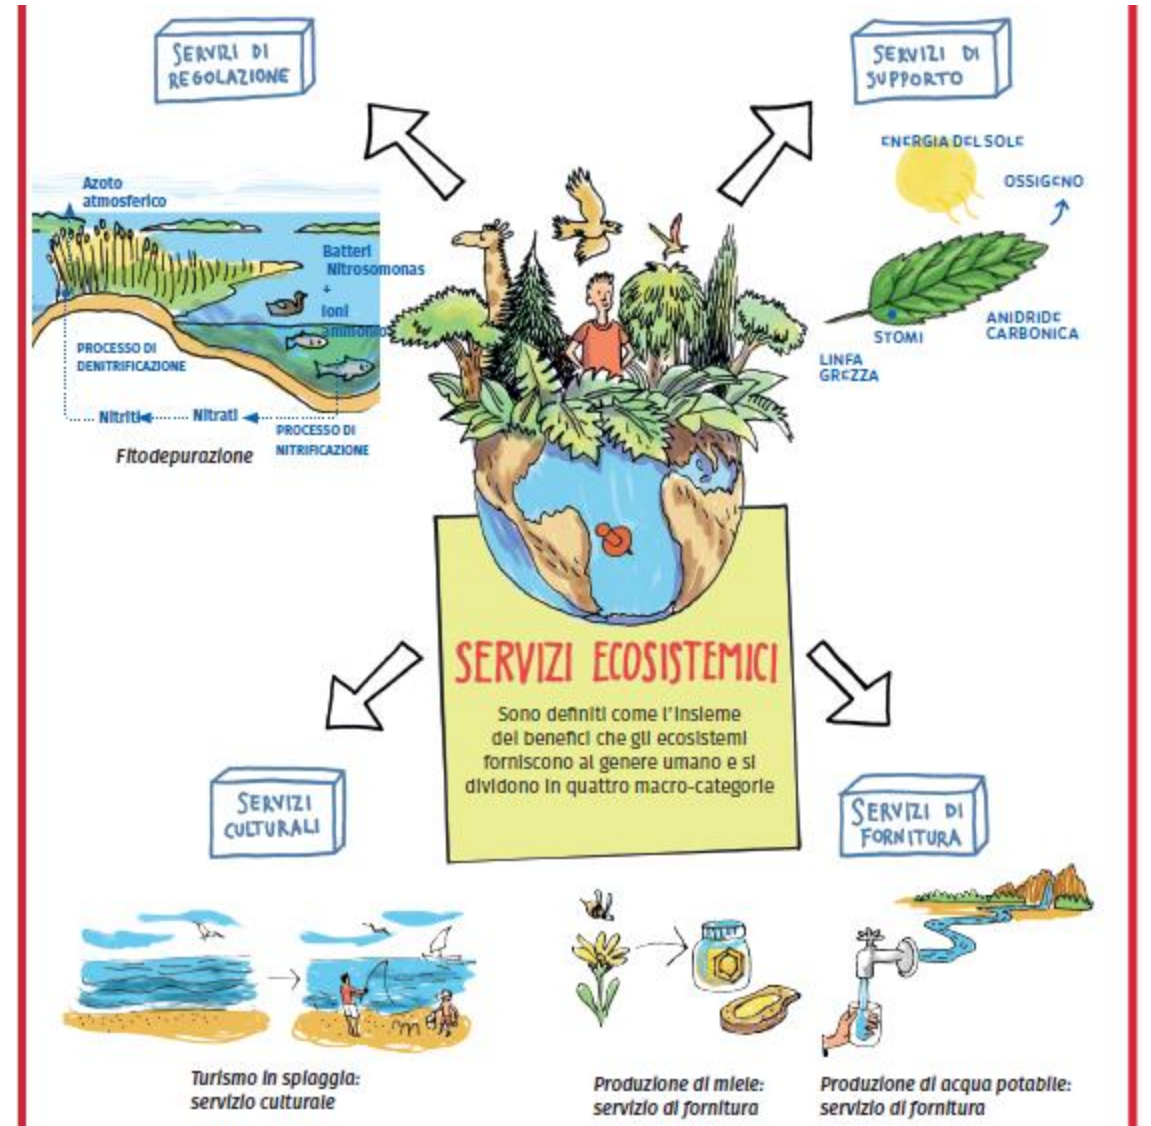 SERVIZI DI
REGOLAZIONE
SERVIZI DI
SUPPORTO
ENERGIA DEL SOLE
OSSIGENO
Azoto
atmosferico
Batteri
Nitrosomonas
+
Ioni
ammonio
PROCESSO DI
DENITRIFICAZIONE
Nitriti
Nitrati
PROCESSO DI
NITRIFICAZIONE
Fitodepurazione
STOMI
ANIDRIDE
CARBONICA
LINFA
GREZZA
SERVIZI ECOSISTEMICI
Sono definiti come l'insieme
dei benefici che gli ecosistemi
forniscono al genere umano e si
dividono in quattro macro-categorie
SERVIZI
CULTURALI
SERVIZI DI
FORNITURA
Turismo in spiaggia:
servizio culturale
Produzione di miele:
servizio di fornitura
Produzione di acqua potabile:
servizio di fornitura